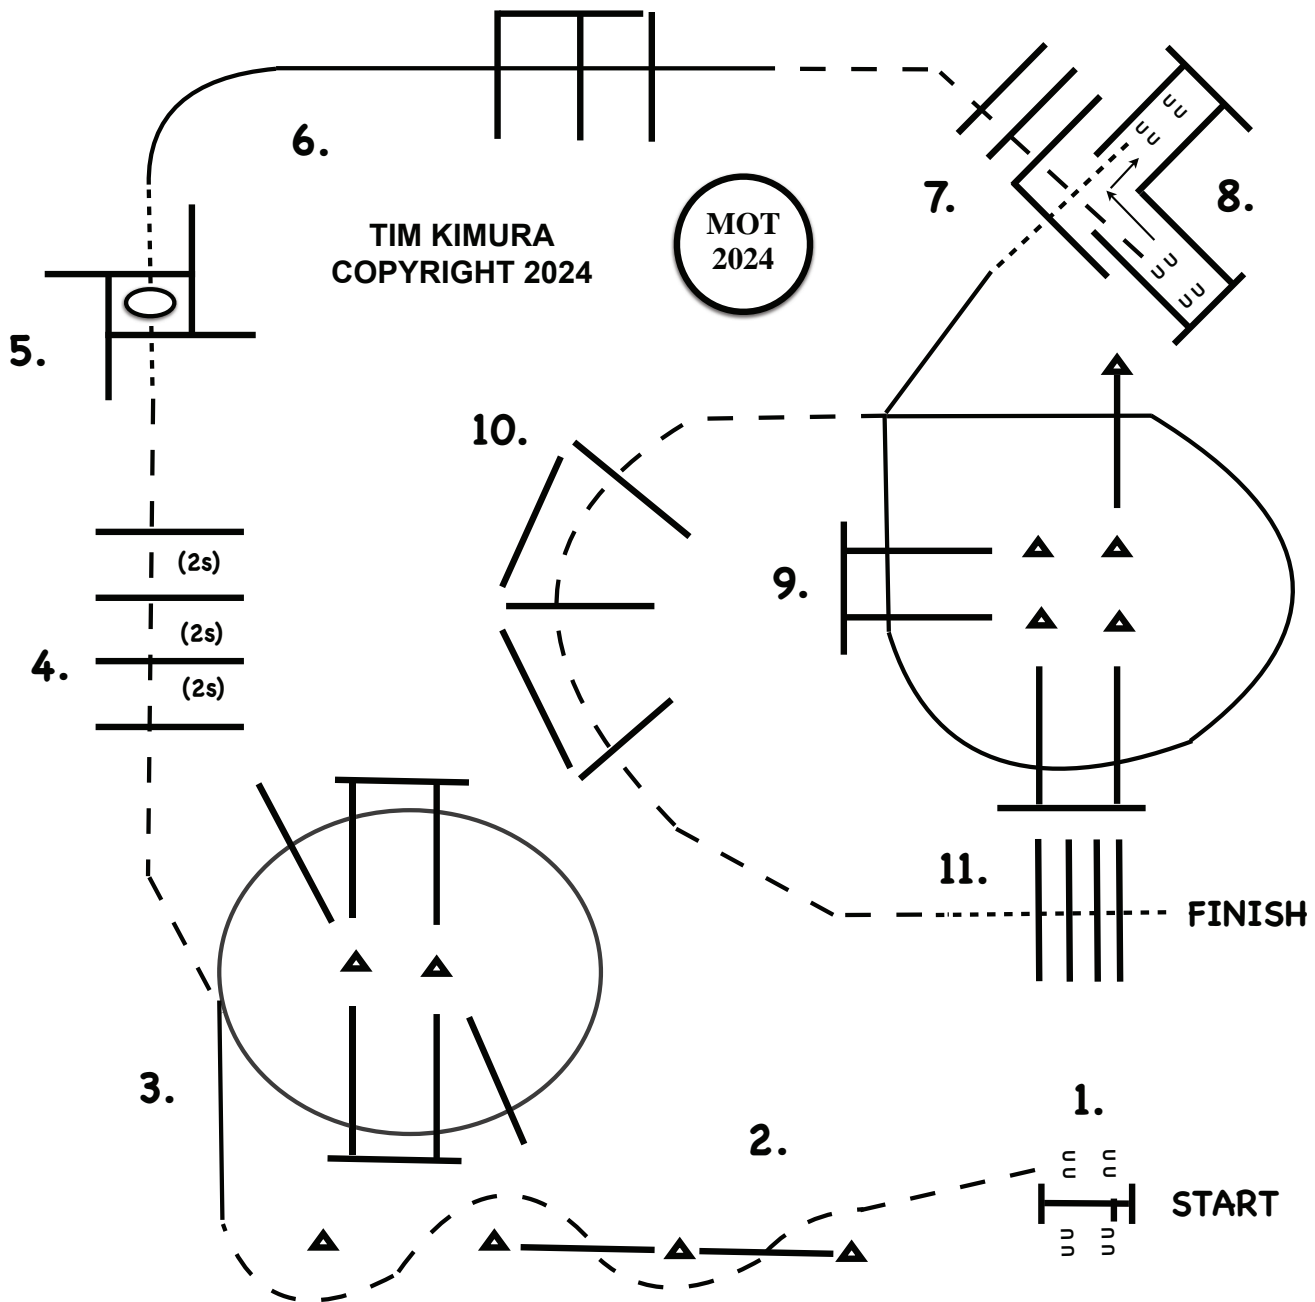 6.
TIM KIMURA
COPYRIGHT 2024
MOT
2024
7.
8.
5.
10.
(2s)
(2s)
4.
(2s)
9.
11.
FINISH
3.
1.
2.
START